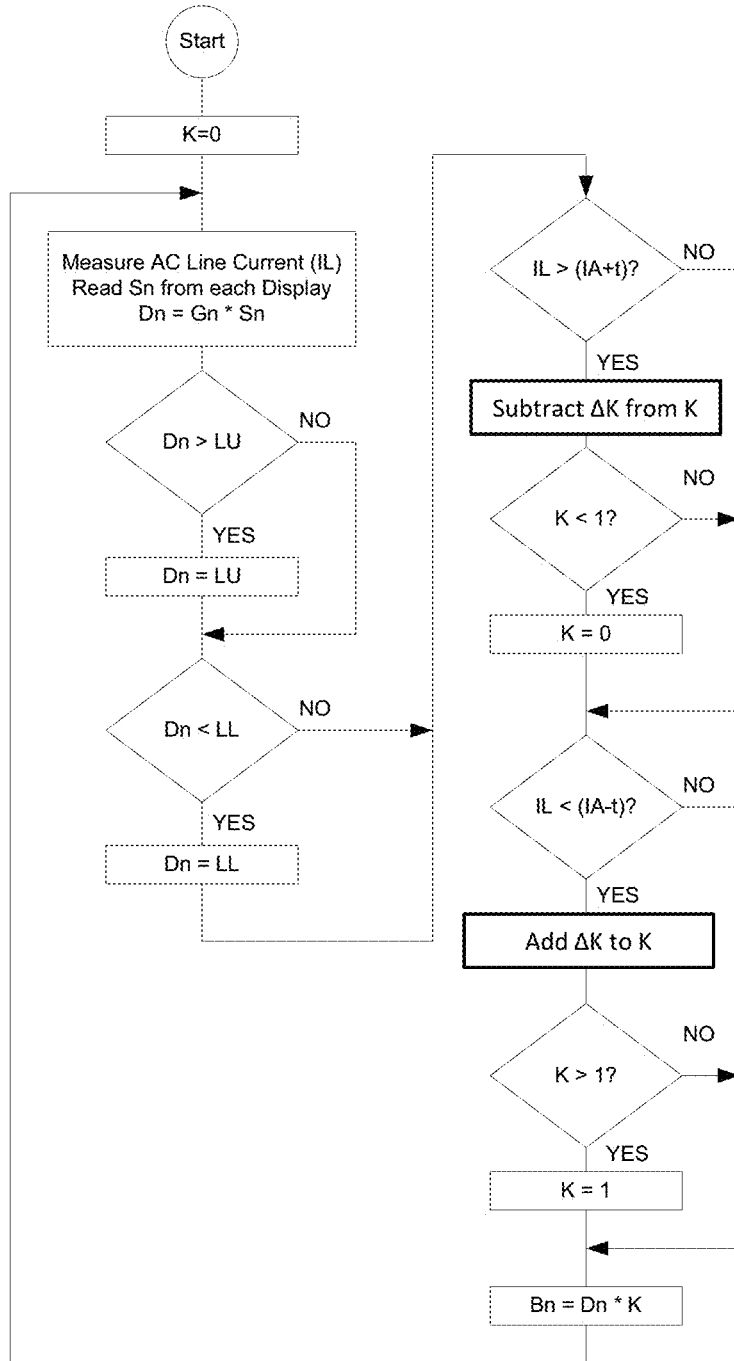 Start
K=0
Measure AC Line Current (IL)
Read Sn from each Display
Dn = Gn * Sn
Dn > LU
NO
YES
Dn = LU
Dn < LL
NO
YES
Dn = LL
IL > (IA+t)?
NO
YES
Subtract ΔK from K
K < 1?
NO
YES
K = 0
IL < (IA-t)?
NO
YES
Add ΔK to K
K > 1?
NO
YES
K = 1
Bn = Dn * K